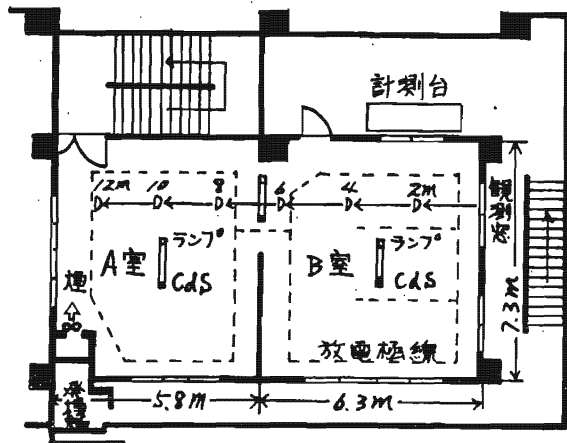 計測台
12m 10 8 6 4 2m
観測窓
ランプ
ランプ
A室 CdS
B室 CdS
煙
7.3m
放電極線
5.8m
6.3m